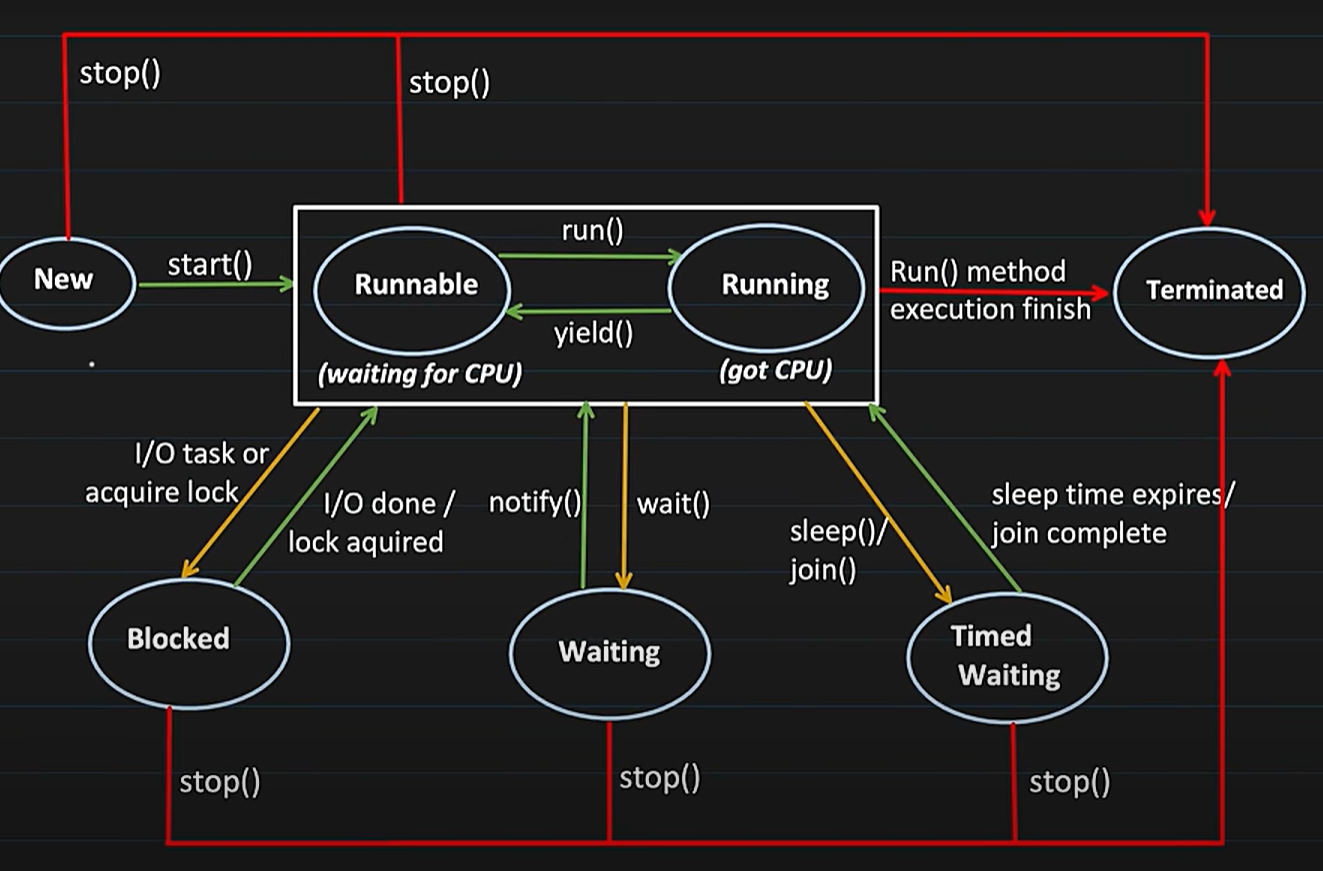 stop()
stop()
New
start()
Runnable
run()
yield()
Running
(waiting for CPU)
(got CPU)
Run() method
execution finish
Terminated
I/O task or
acquire lock
I/O done /
lock aquired
notify()
wait()
sleep()/
join()
sleep time expires/
join complete
Blocked
Waiting
Timed
Waiting
stop()
stop()
stop()